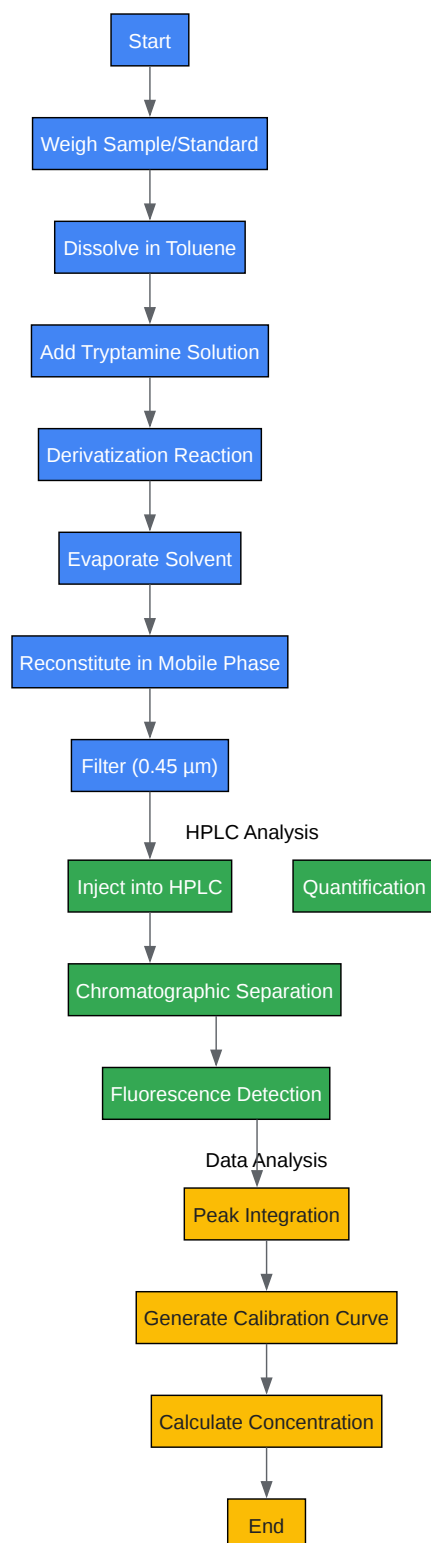 Start
Weigh Sample/Standard
Dissolve in Toluene
Add Tryptamine Solution
Derivatization Reaction
Evaporate Solvent
Reconstitute in Mobile Phase
Filter (0.45 µm)
HPLC Analysis
Inject into HPLC
Quantification
Chromatographic Separation
Fluorescence Detection
Data Analysis
Peak Integration
Generate Calibration Curve
Calculate Concentration
End